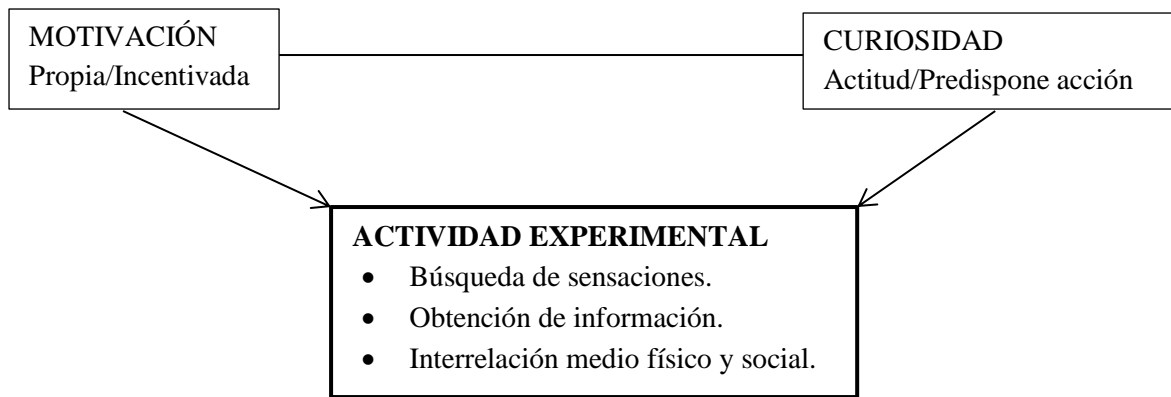 MOTIVACIÓN
Propia/Incentivada
CURIOSIDAD
Actitud/Predispone acción
ACTIVIDAD EXPERIMENTAL
• Búsqueda de sensaciones.
• Obtención de información.
• Interrelación medio físico y social.